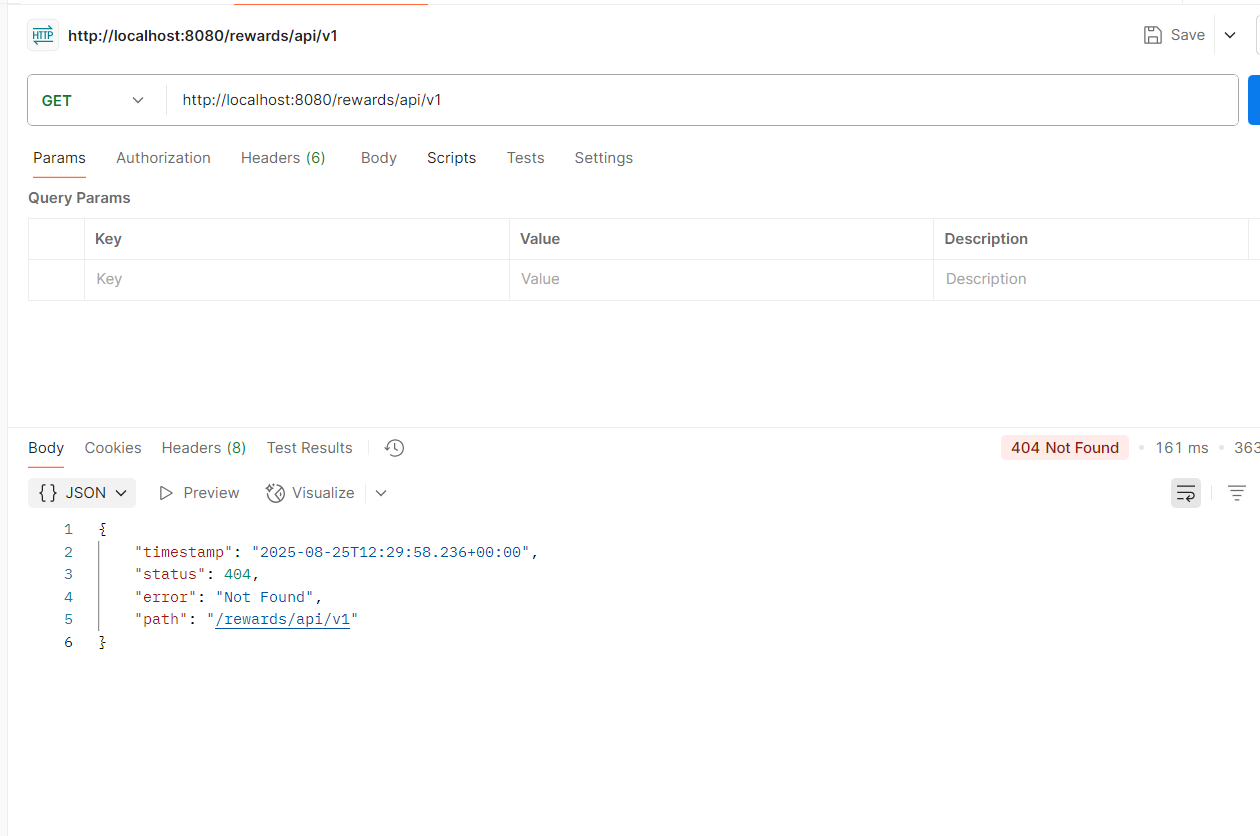 HTTP http://localhost:8080/rewards/api/v1 Save
GET http://localhost:8080/rewards/api/v1
Params Authorization Headers (6) Body Scripts Tests Settings
Query Params
Key Value Description
Key Value Description
Body Cookies Headers (8) Test Results 404 Not Found • 161 ms • 363
{} JSON Preview Visualize
1 {
2 "timestamp": "2025-08-25T12:29:58.236+00:00",
3 "status": 404,
4 "error": "Not Found",
5 "path": "/rewards/api/v1"
6 }